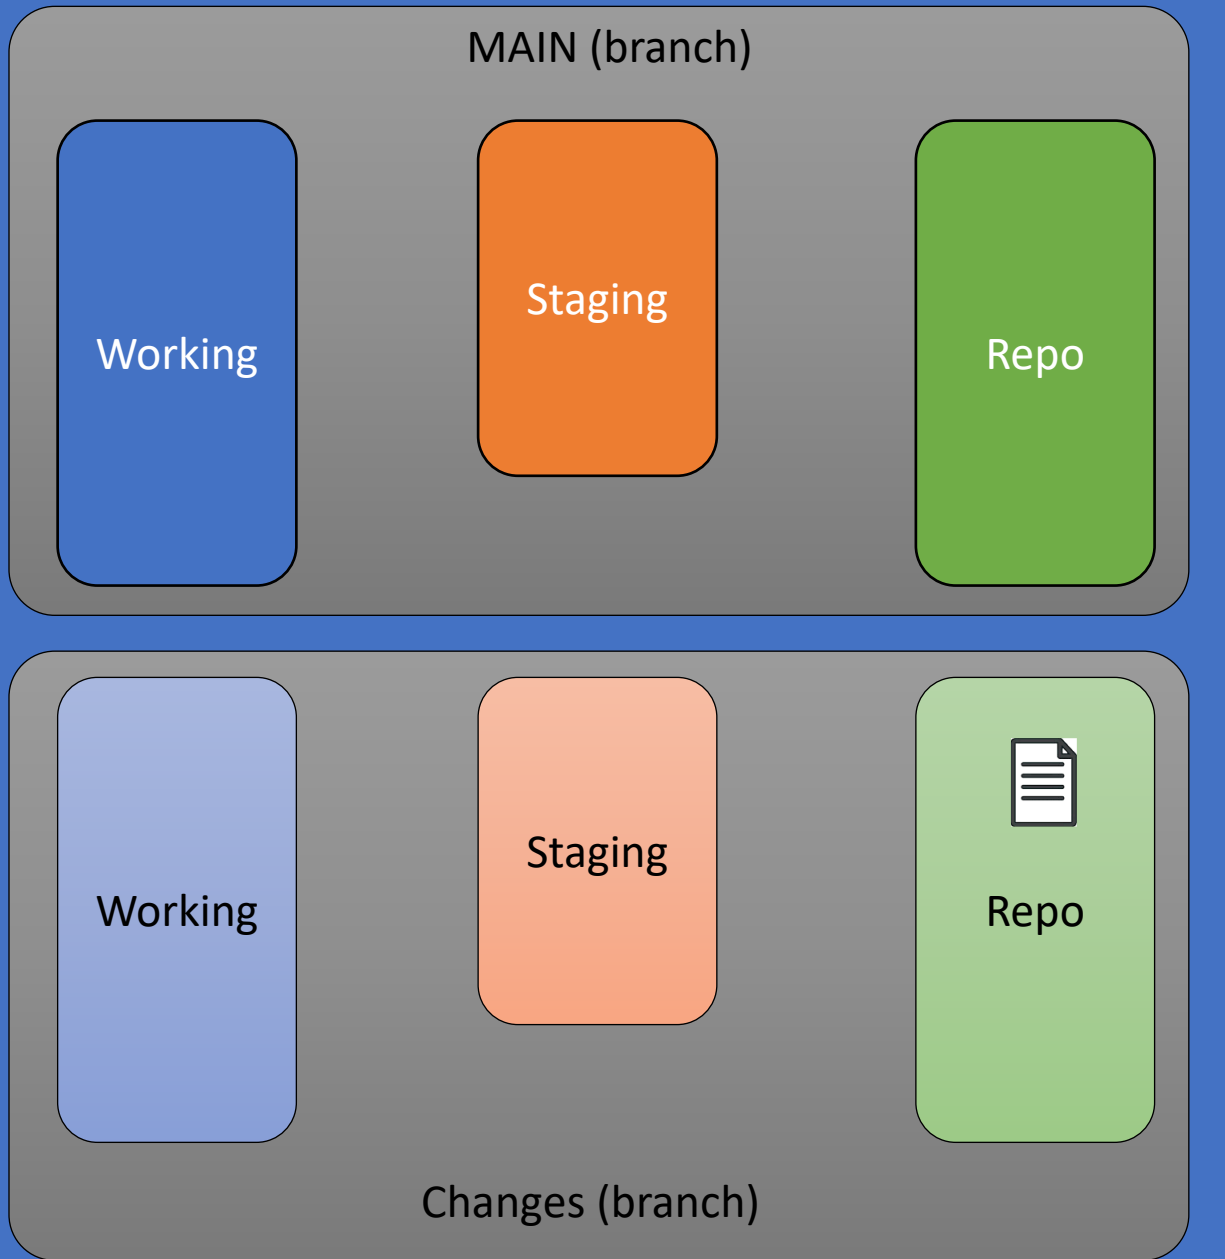 MAIN (branch)
Working
Staging
Repo
Working
Staging
Repo
Changes (branch)